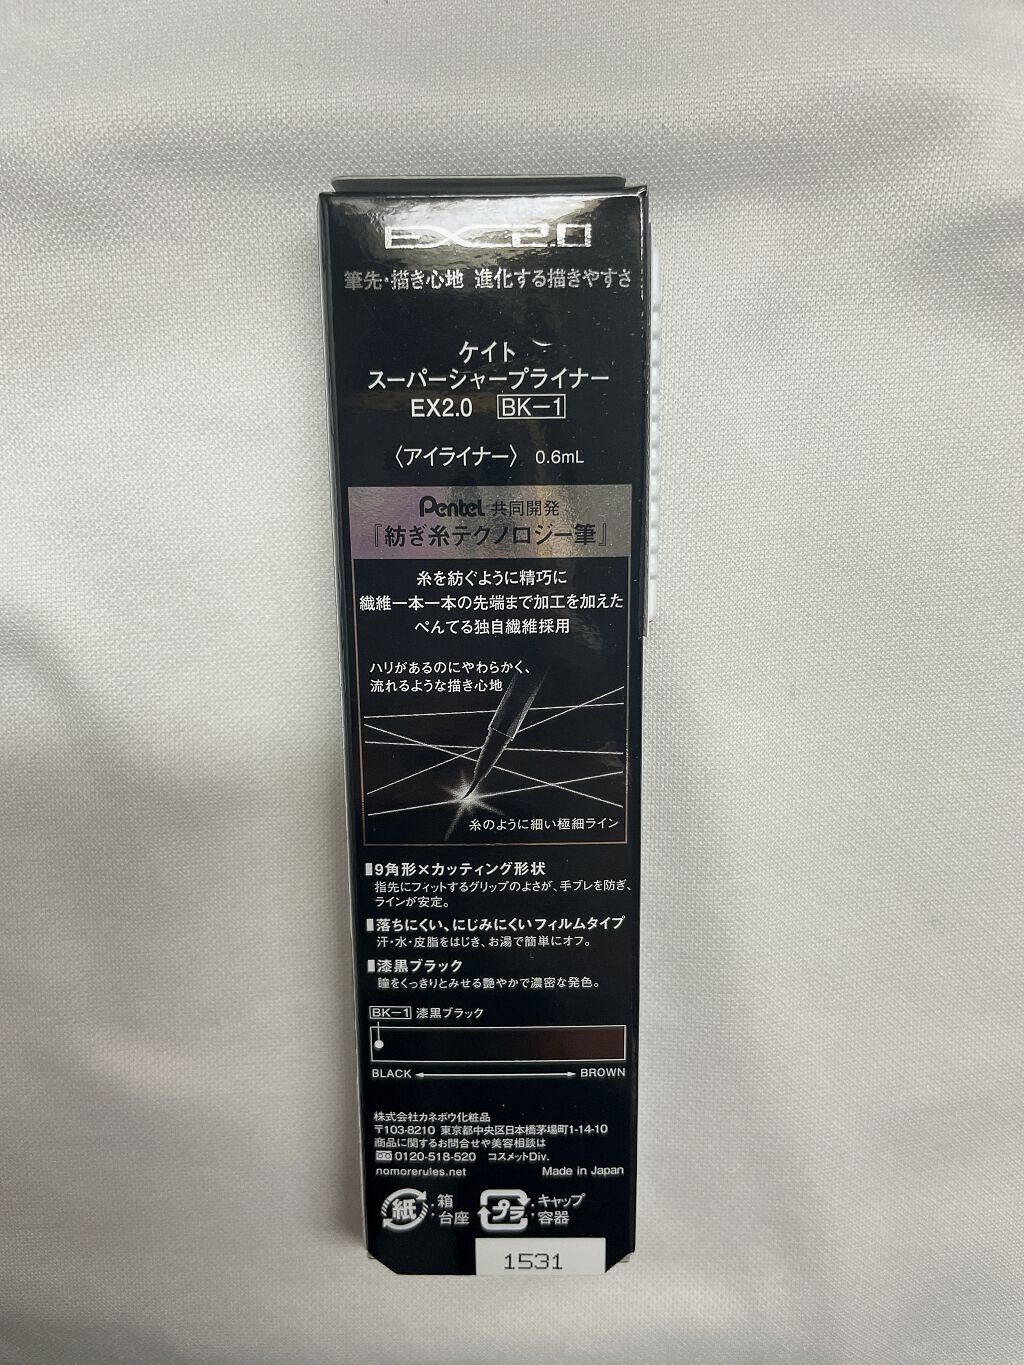 EX2.0
筆先・描き心地 進化する描きやすさ
ケイト
スーパーシャープライナー
EX2.0 BK-1
〈アイライナー〉 0.6mL
Pentel 共同開発
『紡ぎ糸テクノロジー筆』
糸を紡ぐように精巧に
繊維一本一本の先端まで加工を加えた
ぺんてる独自繊維採用
ハリがあるのにやわらかく、
流れるような描き心地
糸のように細い極細ライン
9角形×カッティング形状
指先にフィットするグリップのよさが、手ブレを防ぎ、
ラインが安定。
落ちにくい、にじみにくいフィルムタイプ
汗・水・皮脂をはじき、お湯で簡単にオフ。
漆黒ブラック
瞳をくっきりとみせる艶やかで濃密な発色。
BK-1 漆黒ブラック
BLACK BROWN
株式会社カネボウ化粧品
〒103-8210 東京都中央区日本橋茅場町1-14-10
商品に関するお問合せや美容相談は
0120-518-520 コスメットDiv.
nomorerules.net Made in Japan
紙:箱 プラ:キャップ
台座 容器
1531